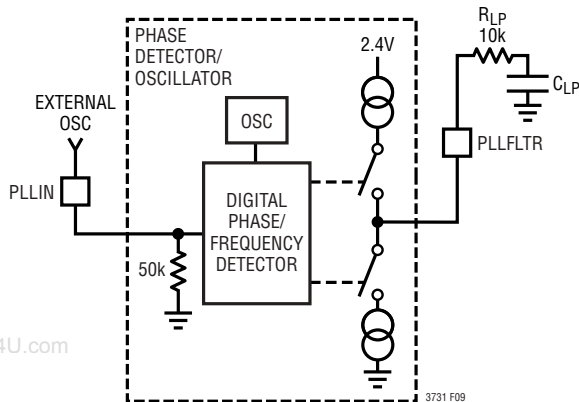 PHASE
DETECTOR/
OSCILLATOR
2.4V
R_LP
10k
C_LP
EXTERNAL
OSC
OSC
PLLFLTR
PLLIN
DIGITAL
PHASE/
FREQUENCY
DETECTOR
50k
4U.com
3731 F09